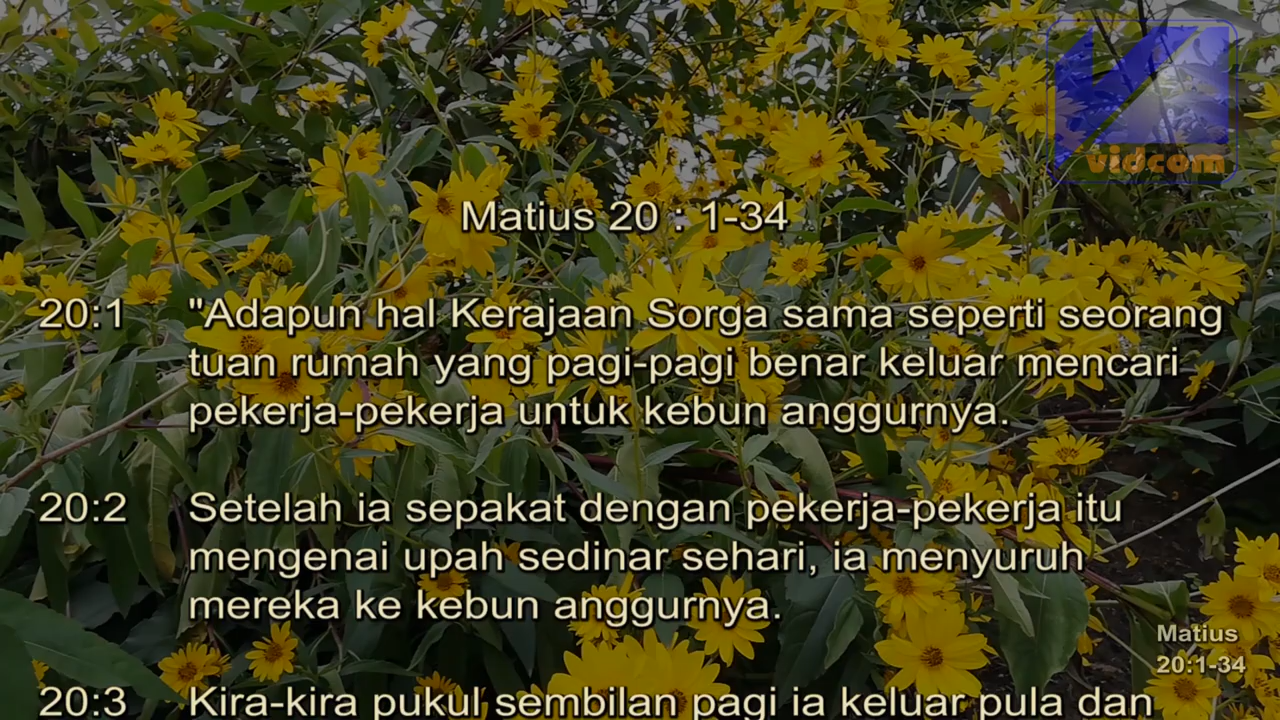 vidcom
Matius 20 : 1-34
20:1 "Adapun hal Kerajaan Sorga sama seperti seorang
tuan rumah yang pagi-pagi benar keluar mencari
pekerja-pekerja untuk kebun anggurnya.
20:2 Setelah ia sepakat dengan pekerja-pekerja itu
mengenai upah sedinar sehari, ia menyuruh
mereka ke kebun anggurnya.
Matius
20:1-34
20:3 Kira-kira pukul sembilan pagi ia keluar pula dan